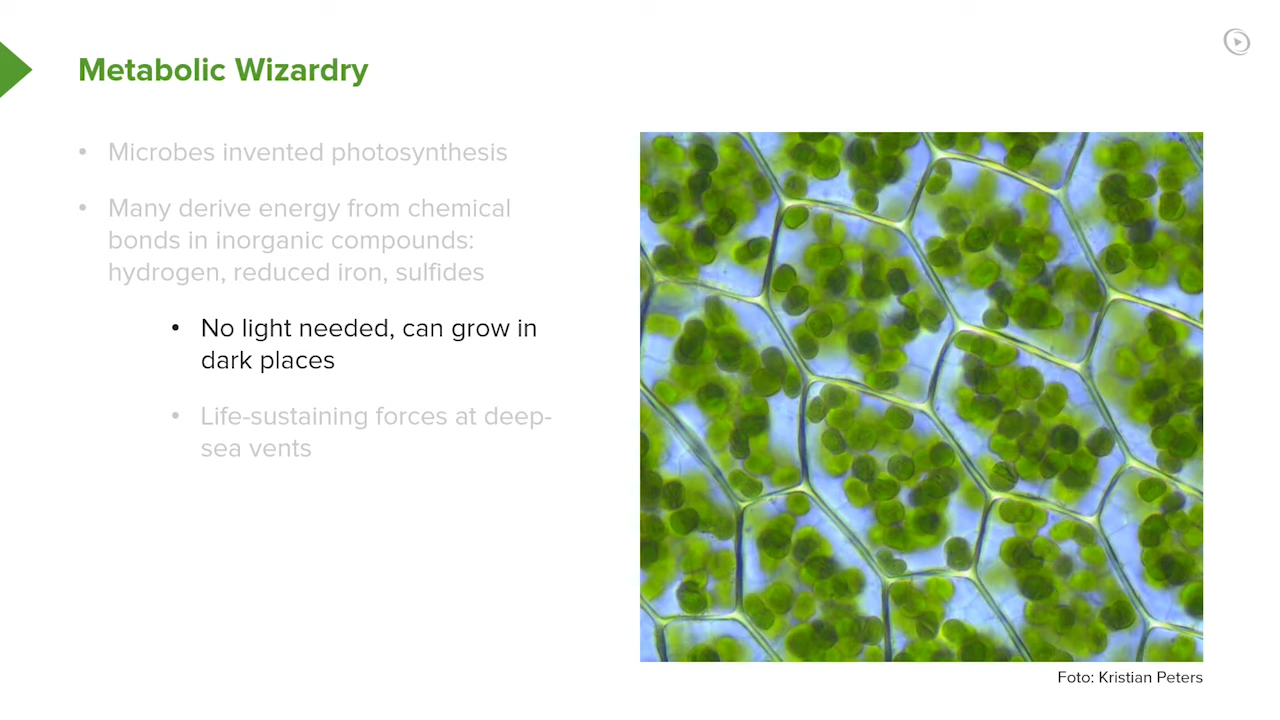 Metabolic Wizardry
• Microbes invented photosynthesis
• Many derive energy from chemical
bonds in inorganic compounds:
hydrogen, reduced iron, sulfides
• No light needed, can grow in
dark places
• Life-sustaining forces at deep-
sea vents
Foto: Kristian Peters